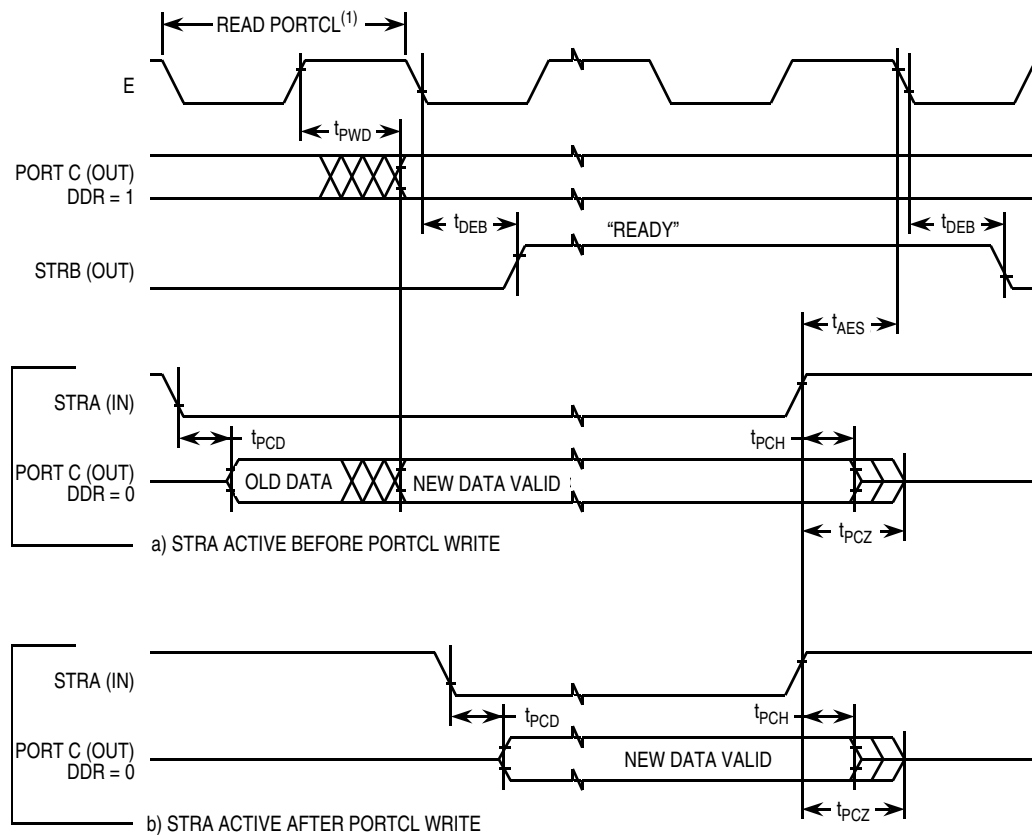 READ PORTCL(1)
E
tPWD
PORT C (OUT)
DDR = 1
tDEB
“READY”
tDEB
STRB (OUT)
tAES
STRA (IN)
tPCD
tPCH
PORT C (OUT)
DDR = 0
OLD DATA
NEW DATA VALID
tPCZ
a) STRA ACTIVE BEFORE PORTCL WRITE
STRA (IN)
tPCD
tPCH
PORT C (OUT)
DDR = 0
NEW DATA VALID
tPCZ
b) STRA ACTIVE AFTER PORTCL WRITE